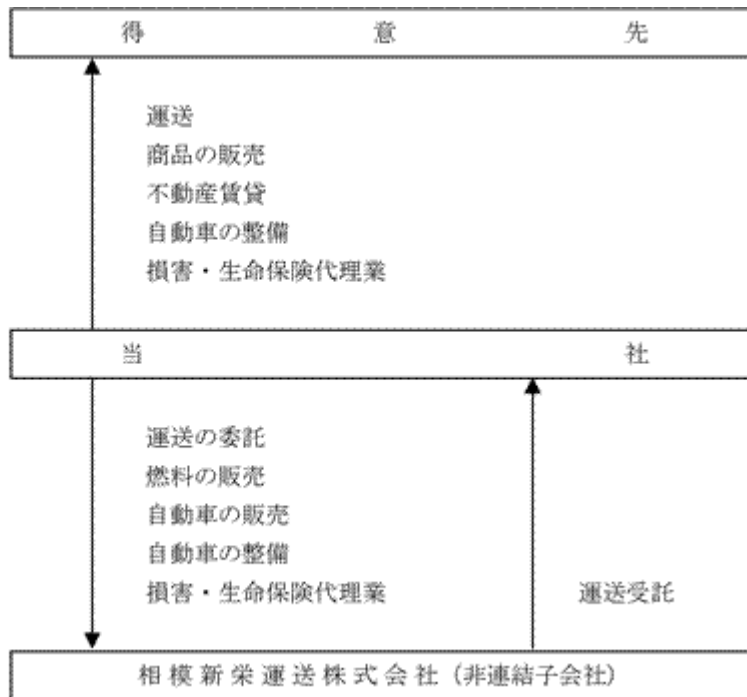 得意先
運送
商品の販売
不動産賃貸
自動車の整備
損害・生命保険代理業
当社
運送の委託
燃料の販売
自動車の販売
自動車の整備
損害・生命保険代理業
運送受託
相模新栄運送株式会社(非連結子会社)